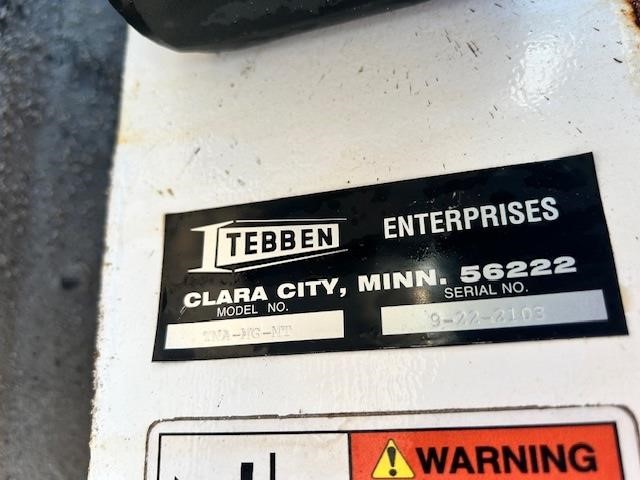 TEBBEN ENTERPRISES
CLARA CITY, MINN. 56222
MODEL NO. SERIAL NO.
9-22-2103
WARNING